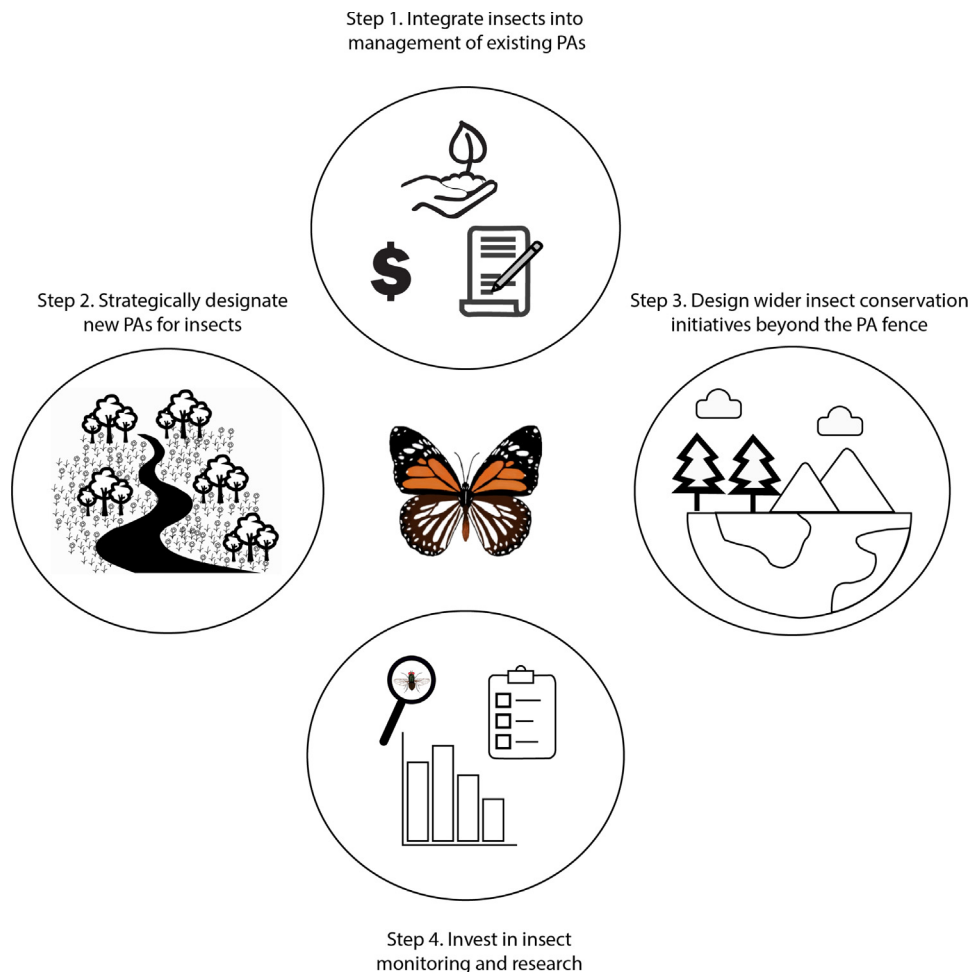 Step 1. Integrate insects into
management of existing PAs
Step 2. Strategically designate
new PAs for insects
Step 3. Design wider insect conservation
initiatives beyond the PA fence
$
Step 4. Invest in insect
monitoring and research